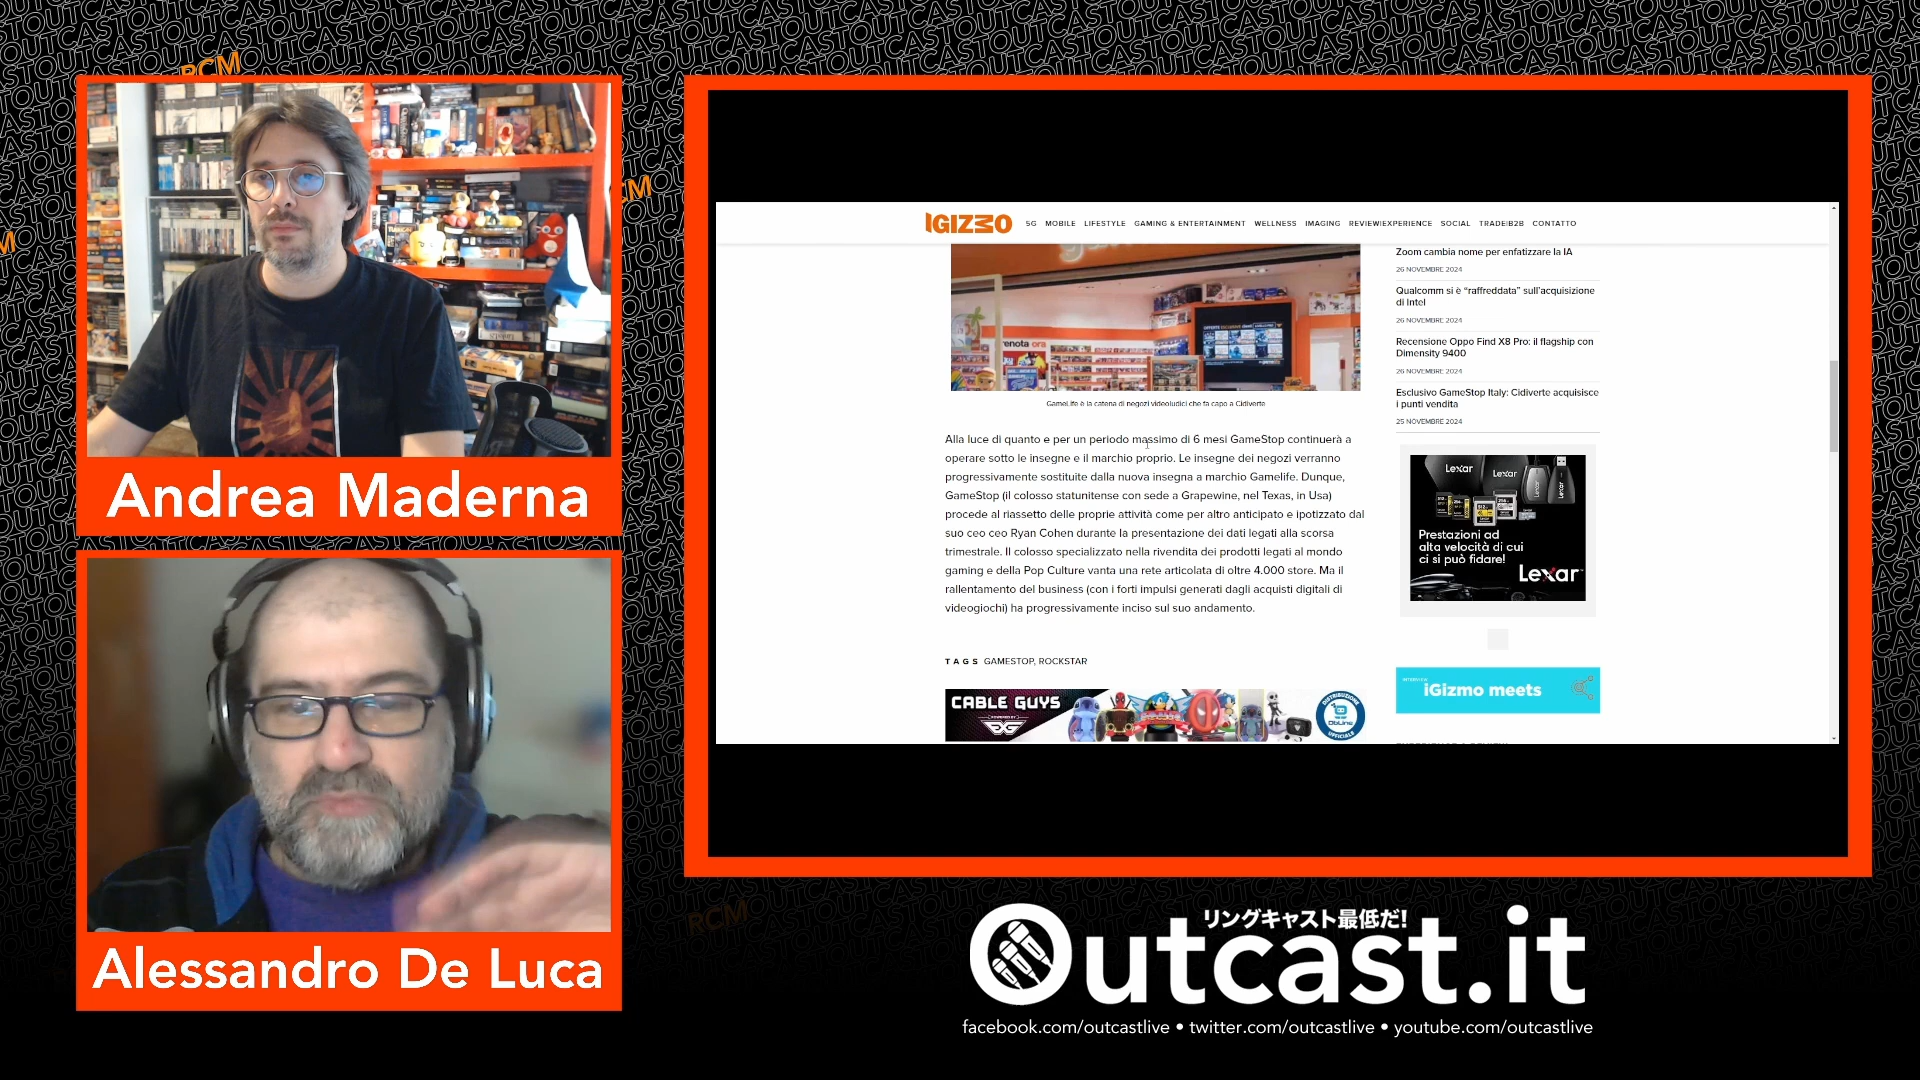 Andrea Maderna
Alessandro De Luca
IGIZMO
5G MOBILE LIFESTYLE GAMING & ENTERTAINMENT WELLNESS IMAGING REVIEW|EXPERIENCE SOCIAL TRADE|B2B CONTATTO
enota ora
GameLife è la catena di negozi videoludici che fa capo a Cidiverte
Alla luce di quanto e per un periodo massimo di 6 mesi GameStop continuerà a
operare sotto le insegne e il marchio proprio. Le insegne dei negozi verranno
progressivamente sostituite dalla nuova insegna a marchio Gamelife. Dunque,
GameStop (il colosso statunitense con sede a Grapewine, nel Texas, in Usa)
procede al riassetto delle proprie attività come per altro anticipato e ipotizzato dal
suo ceo ceo Ryan Cohen durante la presentazione dei dati legati alla scorsa
trimestrale. Il colosso specializzato nella rivendita dei prodotti legati al mondo
gaming e della Pop Culture vanta una rete articolata di oltre 4.000 store. Ma il
rallentamento del business (con i forti impulsi generati dagli acquisti digitali di
videogiochi) ha progressivamente inciso sul suo andamento.
TAGS GAMESTOP, ROCKSTAR
CABLE GUYS
POWERED BY
DISTRIBUZIONE
UFFICIALE
Zoom cambia nome per enfatizzare la IA
26 NOVEMBRE 2024
Qualcomm si è “raffreddata” sull’acquisizione
di Intel
26 NOVEMBRE 2024
Recensione Oppo Find X8 Pro: il flagship con
Dimensity 9400
26 NOVEMBRE 2024
Esclusivo GameStop Italy: Cidiverte acquisisce
i punti vendita
25 NOVEMBRE 2024
Lexar
Lexar
Prestazioni ad
alta velocità di cui
ci si può fidare!
Lexar
iGizmo meets
RCM
リングキャスト最低だ!
Outcast.it
facebook.com/outcastlive • twitter.com/outcastlive • youtube.com/outcastlive